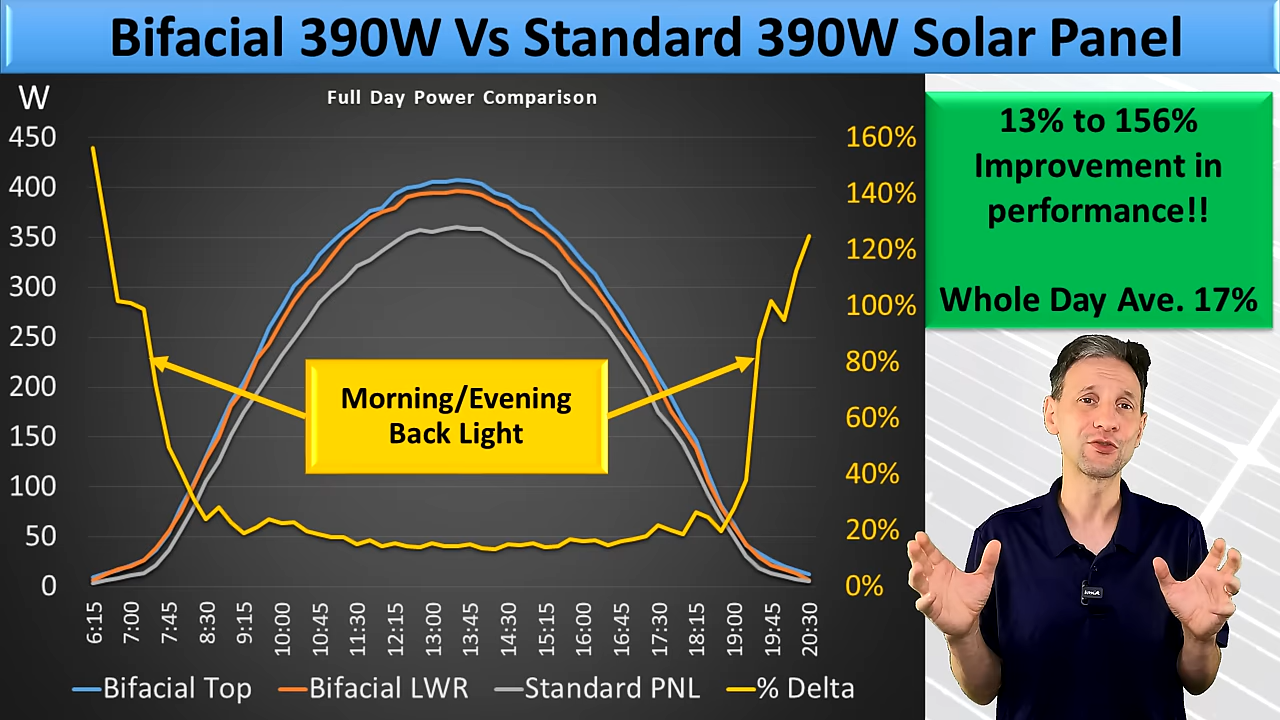 Bifacial 390W Vs Standard 390W Solar Panel
W
Full Day Power Comparison
450
400
350
300
250
200
150
100
50
0
160%
140%
120%
100%
80%
60%
40%
20%
0%
Morning/Evening
Back Light
6:15 7:00 7:45 8:30 9:15 10:00 10:45 11:30 12:15 13:00 13:45 14:30 15:15 16:00 16:45 17:30 18:15 19:00 19:45 20:30
Bifacial Top Bifacial LWR Standard PNL % Delta
13% to 156%
Improvement in
performance!!
Whole Day Ave. 17%